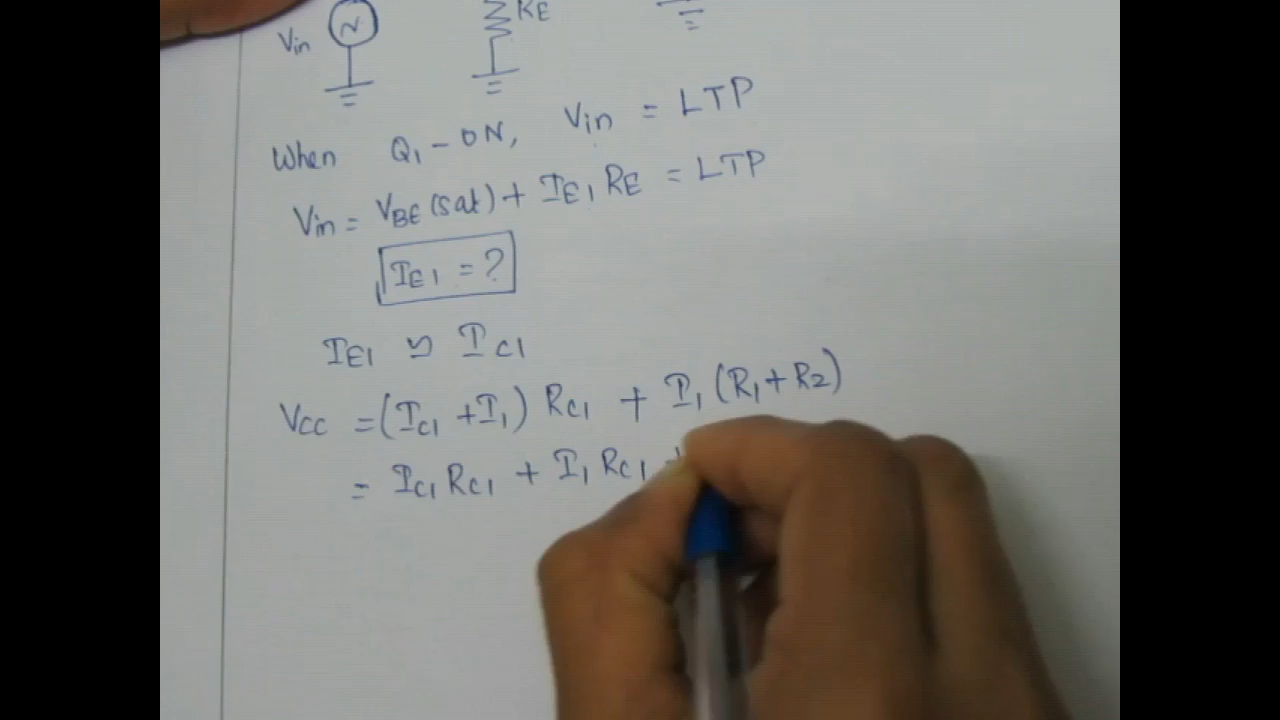 Vin
RE
When Q1 - ON, Vin = LTP
Vin = VBE (sat) + IE1 RE = LTP
IE1 = ?
IE1 ≃ IC1
VCC = (IC1 + I1) RC1 + I1 (R1 + R2)
= IC1 RC1 + I1 RC1 +